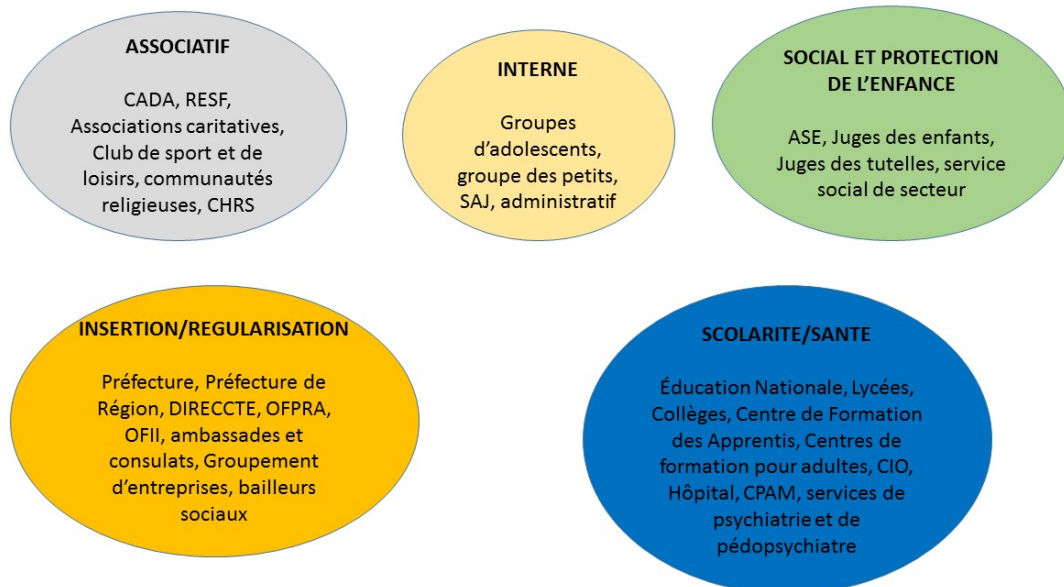 ASSOCIATIF
CADA, RESF,
Associations caritatives,
Club de sport et de
loisirs, communautés
religieuses, CHRS
INTERNE
Groupes
d'adolescents,
groupe des petits,
SAJ, administratif
SOCIAL ET PROTECTION
DE L'ENFANCE
ASE, Juges des enfants,
Juges des tutelles, service
social de secteur
INSERTION/REGULARISATION
Préfecture, Préfecture de
Région, DIRECCTE, OFPRA,
OFII, ambassades et
consulats, Groupement
d'entreprises, bailleurs
sociaux
SCOLARITE/SANTE
Éducation Nationale, Lycées,
Collèges, Centre de Formation
des Apprentis, Centres de
formation pour adultes, CIO,
Hôpital, CPAM, services de
psychiatrie et de
pédopsychiatre